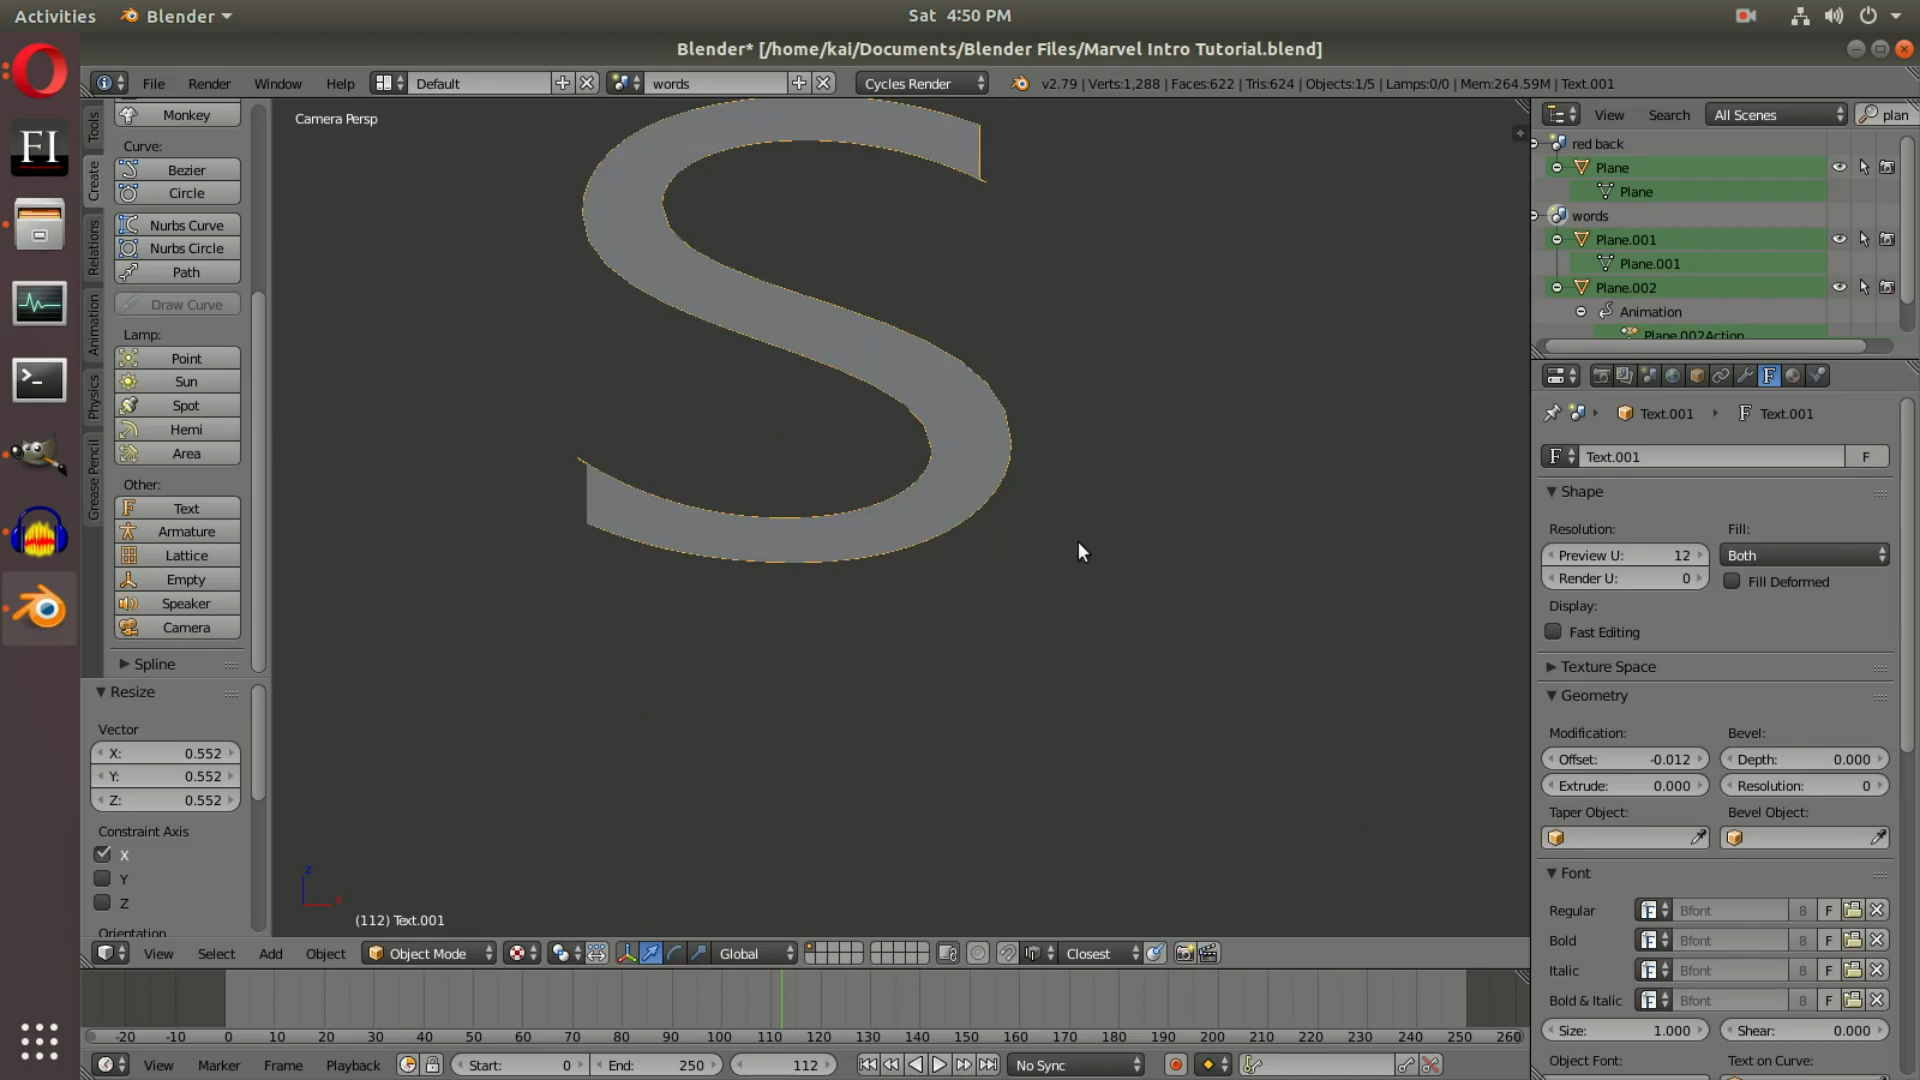 Activities
Blender
Sat 4:50 PM
Blender* [/home/kai/Documents/Blender Files/Marvel Intro Tutorial.blend]
File Render Window Help Default words Cycles Render v2.79 | Verts:1,288 | Faces:622 | Tris:624 | Objects:1/5 | Lamps:0/0 | Mem:264.59M | Text.001
FI
Tools
Create
Relations
Animation
Physics
Grease Pencil
Monkey
Curve:
Bezier
Circle
Nurbs Curve
Nurbs Circle
Path
Draw Curve
Lamp:
Point
Sun
Spot
Hemi
Area
Other:
Text
Armature
Lattice
Empty
Speaker
Camera
Spline
Resize
Vector
X: 0.552
Y: 0.552
Z: 0.552
Constraint Axis
X
Y
Z
Orientation
Camera Persp
S
z
x
(112) Text.001
View Select Add Object Object Mode Global Closest
-20 -10 0 10 20 30 40 50 60 70 80 90 100 110 120 130 140 150 160 170 180 190 200 210 220 230 240 250 260
View Marker Frame Playback Start: 0 End: 250 112 No Sync
View Search All Scenes plan
red back
Plane
Plane
words
Plane.001
Plane.001
Plane.002
Animation
Plane.002Action
Text.001 Text.001
F Text.001 F
Shape
Resolution: Fill:
Preview U: 12 Both
Render U: 0 Fill Deformed
Display:
Fast Editing
Texture Space
Geometry
Modification: Bevel:
Offset: -0.012 Depth: 0.000
Extrude: 0.000 Resolution: 0
Taper Object: Bevel Object:
Font
Regular Bfont 8 F
Bold Bfont 8 F
Italic Bfont 8 F
Bold & Italic Bfont 8 F
Size: 1.000 Shear: 0.000
Object Font: Text on Curve: